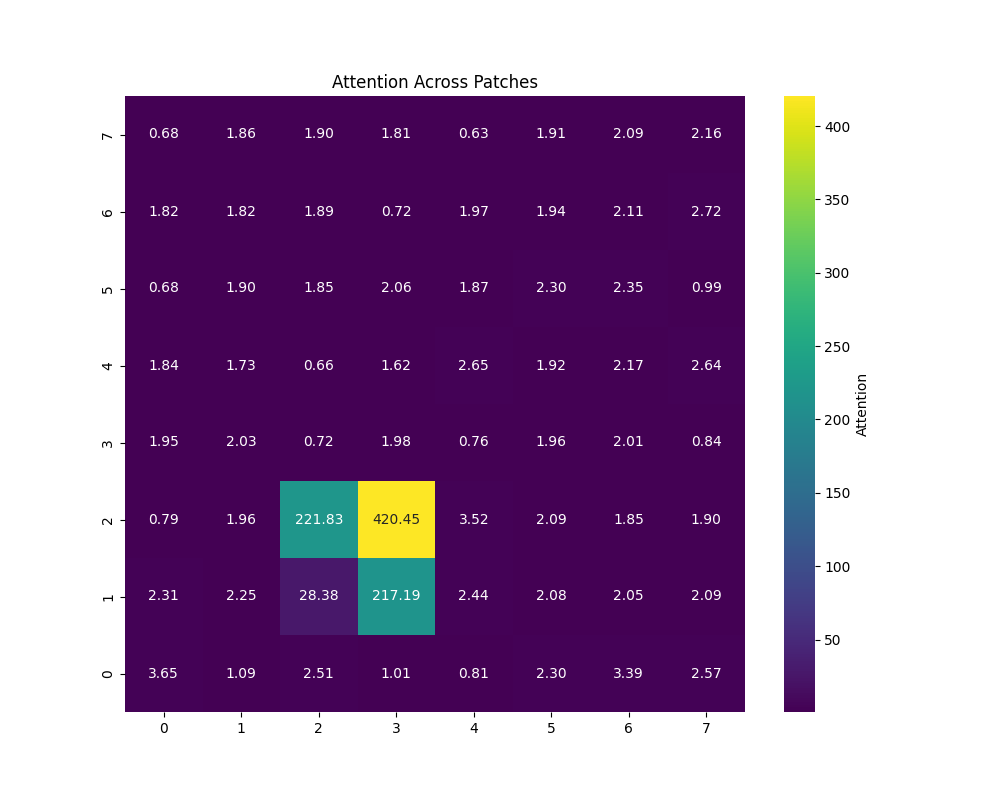 Attention Across Patches
7 0.68 1.86 1.90 1.81 0.63 1.91 2.09 2.16
6 1.82 1.82 1.89 0.72 1.97 1.94 2.11 2.72
5 0.68 1.90 1.85 2.06 1.87 2.30 2.35 0.99
4 1.84 1.73 0.66 1.62 2.65 1.92 2.17 2.64
3 1.95 2.03 0.72 1.98 0.76 1.96 2.01 0.84
2 0.79 1.96 221.83 420.45 3.52 2.09 1.85 1.90
1 2.31 2.25 28.38 217.19 2.44 2.08 2.05 2.09
0 3.65 1.09 2.51 1.01 0.81 2.30 3.39 2.57
0 1 2 3 4 5 6 7
400
350
300
250
200
150
100
50
Attention